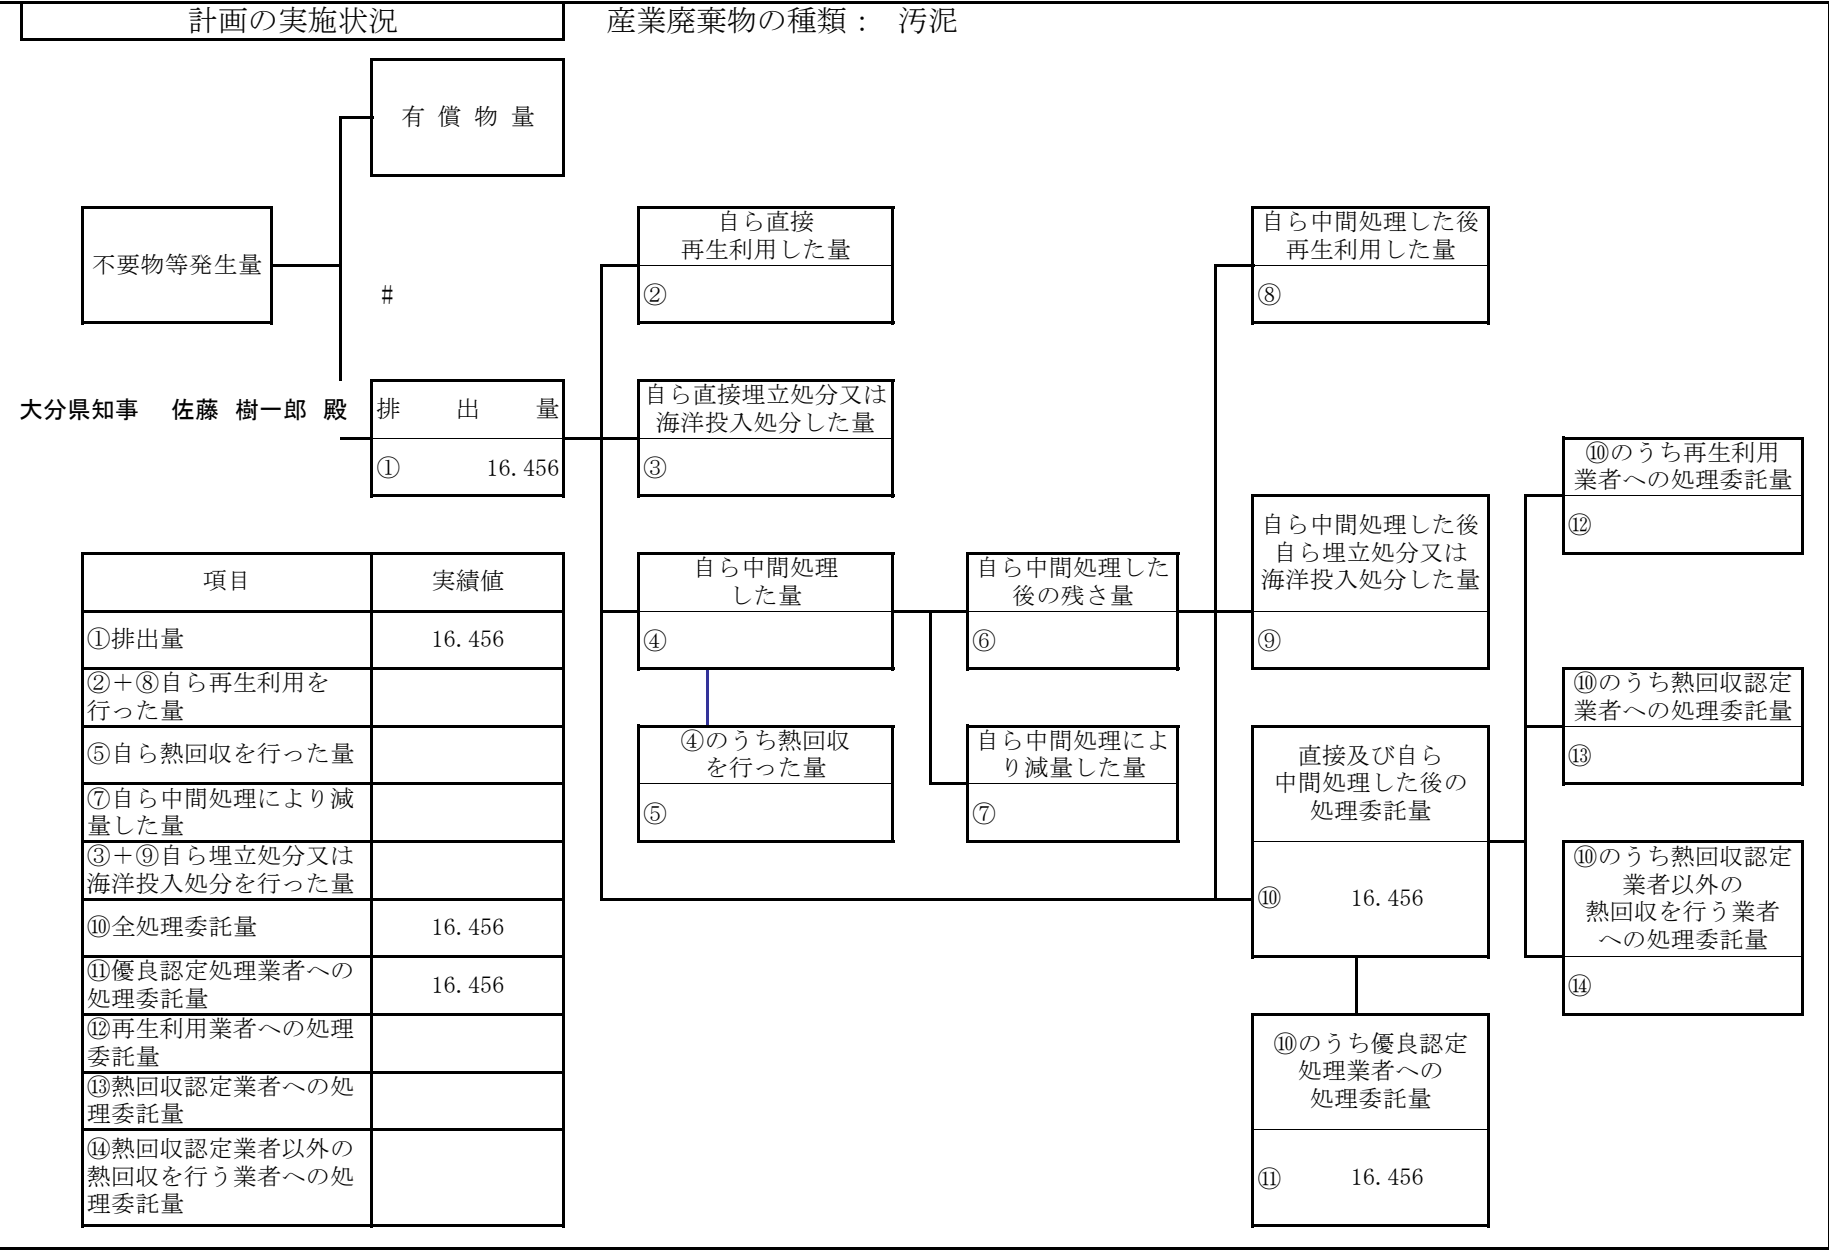 計画の実施状況
産業廃棄物の種類： 汚泥
有償物量
不要物等発生量
#
大分県知事 佐藤 樹一郎 殿
排出量
① 16.456
自ら直接
再生利用した量
②
自ら直接埋立処分又は
海洋投入処分した量
③
自ら中間処理
した量
④
④のうち熱回収
を行った量
⑤
自ら中間処理した
後の残さ量
⑥
自ら中間処理によ
り減量した量
⑦
自ら中間処理した後
再生利用した量
⑧
自ら中間処理した後
自ら埋立処分又は
海洋投入処分した量
⑨
直接及び自ら
中間処理した後の
処理委託量
⑩ 16.456
⑩のうち優良認定
処理業者への
処理委託量
⑪ 16.456
⑩のうち再生利用
業者への処理委託量
⑫
⑩のうち熱回収認定
業者への処理委託量
⑬
⑩のうち熱回収認定
業者以外の
熱回収を行う業者
への処理委託量
⑭
項目 実績値
①排出量 16.456
②＋⑧自ら再生利用を
行った量
⑤自ら熱回収を行った量
⑦自ら中間処理により減
量した量
③＋⑨自ら埋立処分又は
海洋投入処分を行った量
⑩全処理委託量 16.456
⑪優良認定処理業者への
処理委託量 16.456
⑫再生利用業者への処理
委託量
⑬熱回収認定業者への処
理委託量
⑭熱回収認定業者以外の
熱回収を行う業者への処
理委託量